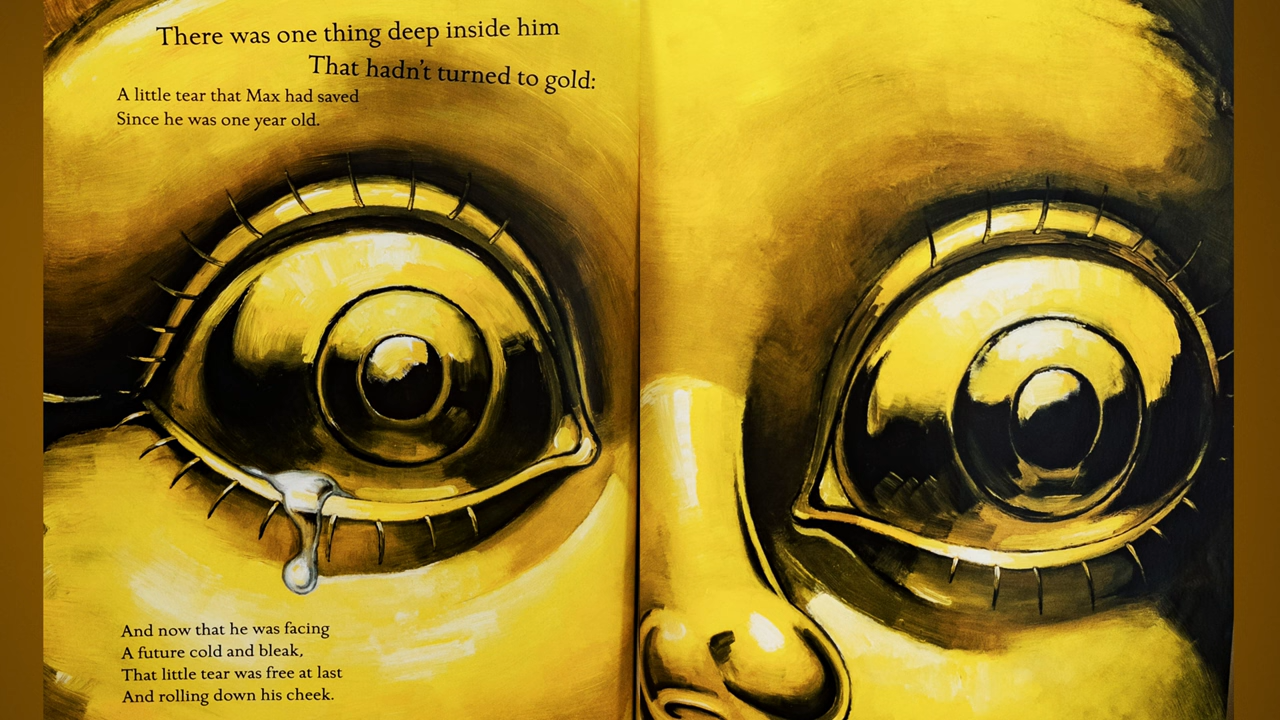 There was one thing deep inside him
That hadn't turned to gold:
A little tear that Max had saved
Since he was one year old.
And now that he was facing
A future cold and bleak,
That little tear was free at last
And rolling down his cheek.